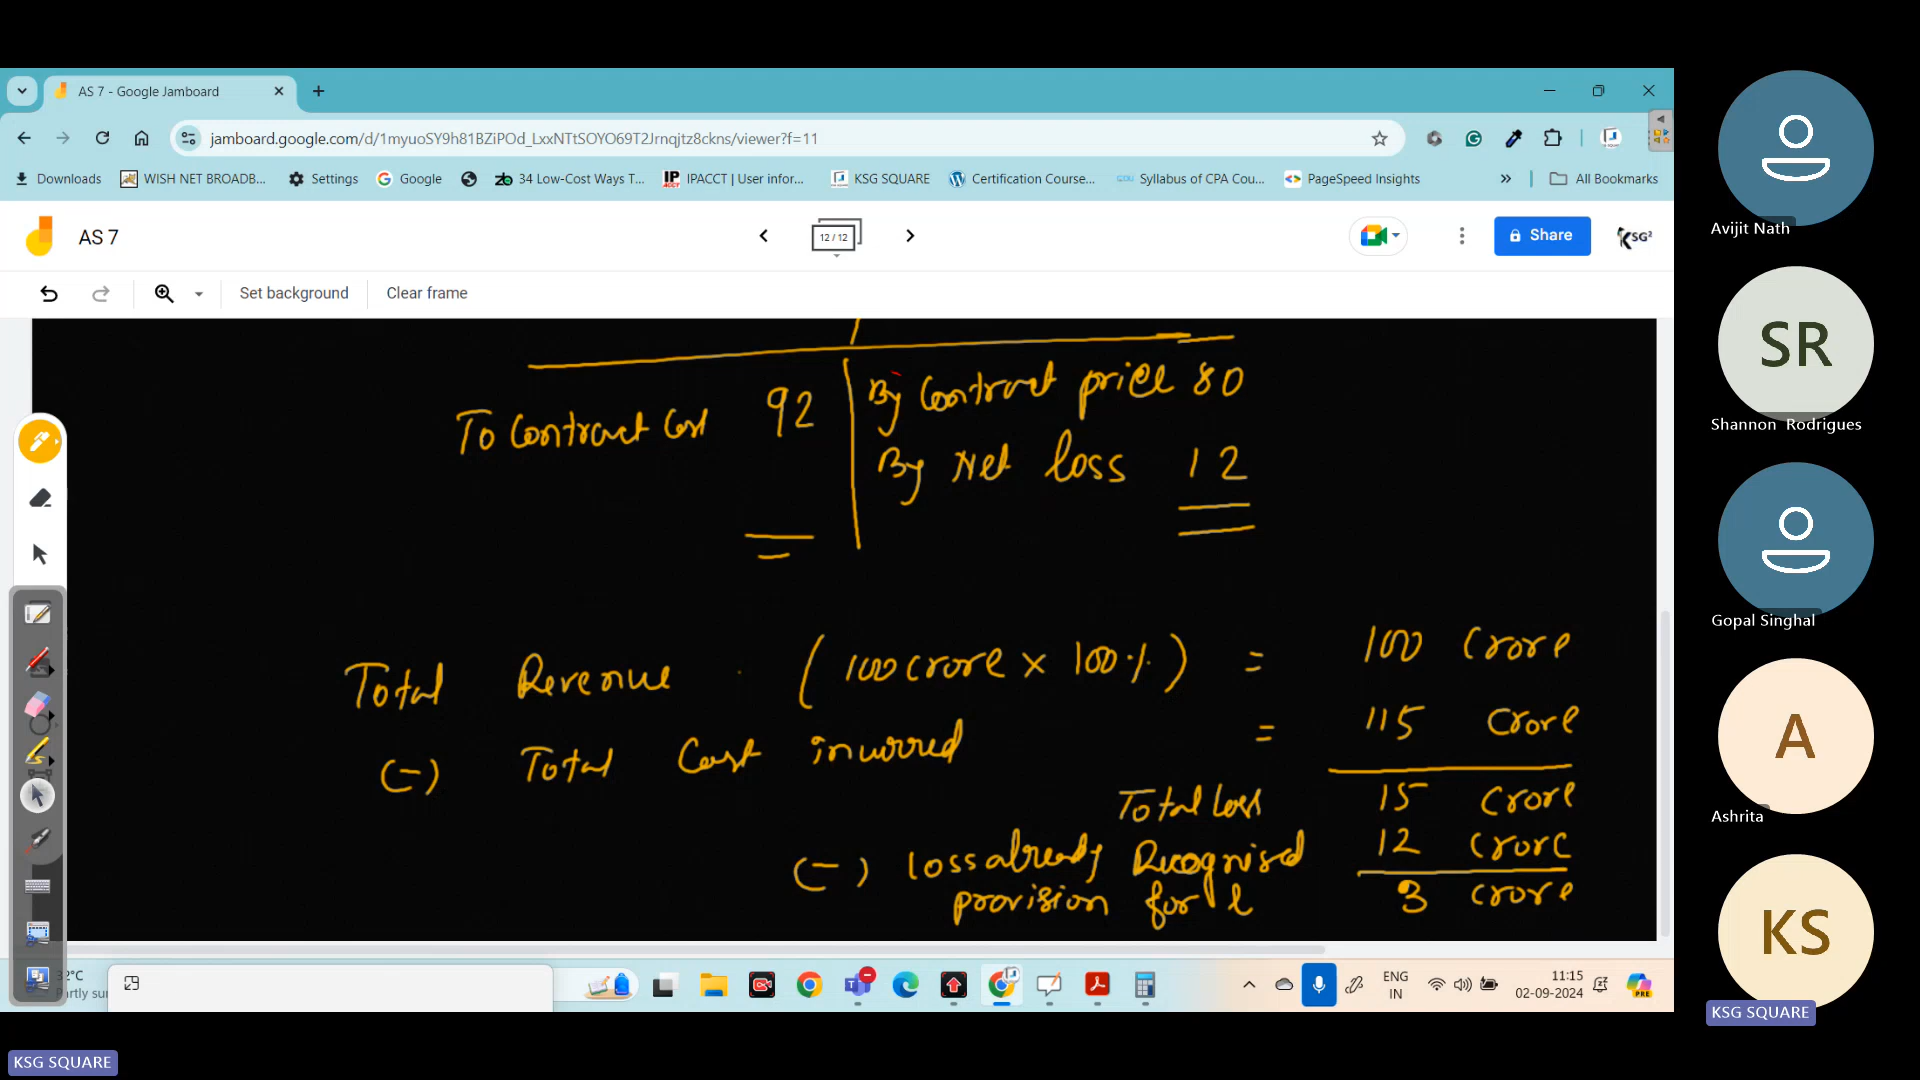 AS 7 - Google Jamboard
jamboard.google.com/d/1myuoSY9h81BZiPOd_LxxNTtSOYO69T2Jrnqjtz8ckns/viewer?f=11
Downloads WISH NET BROADB... Settings Google 34 Low-Cost Ways T... IPACCT | User infor... KSG SQUARE Certification Course... Syllabus of CPA Cou... PageSpeed Insights » All Bookmarks
AS 7
12 / 12
Share
KSG²
Set background Clear frame
To Contract Cost 92 By Contract price 80
By Net loss 12
Total Revenue (100 crore × 100%) = 100 Crore
(-) Total Cost incurred = 115 Crore
Total Loss 15 Crore
(-) loss already Recognised 12 Crore
provision for l 3 Crore
ENG
IN
11:15
02-09-2024
Avijit Nath
SR
Shannon Rodrigues
Gopal Singhal
A
Ashrita
KS
KSG SQUARE
KSG SQUARE